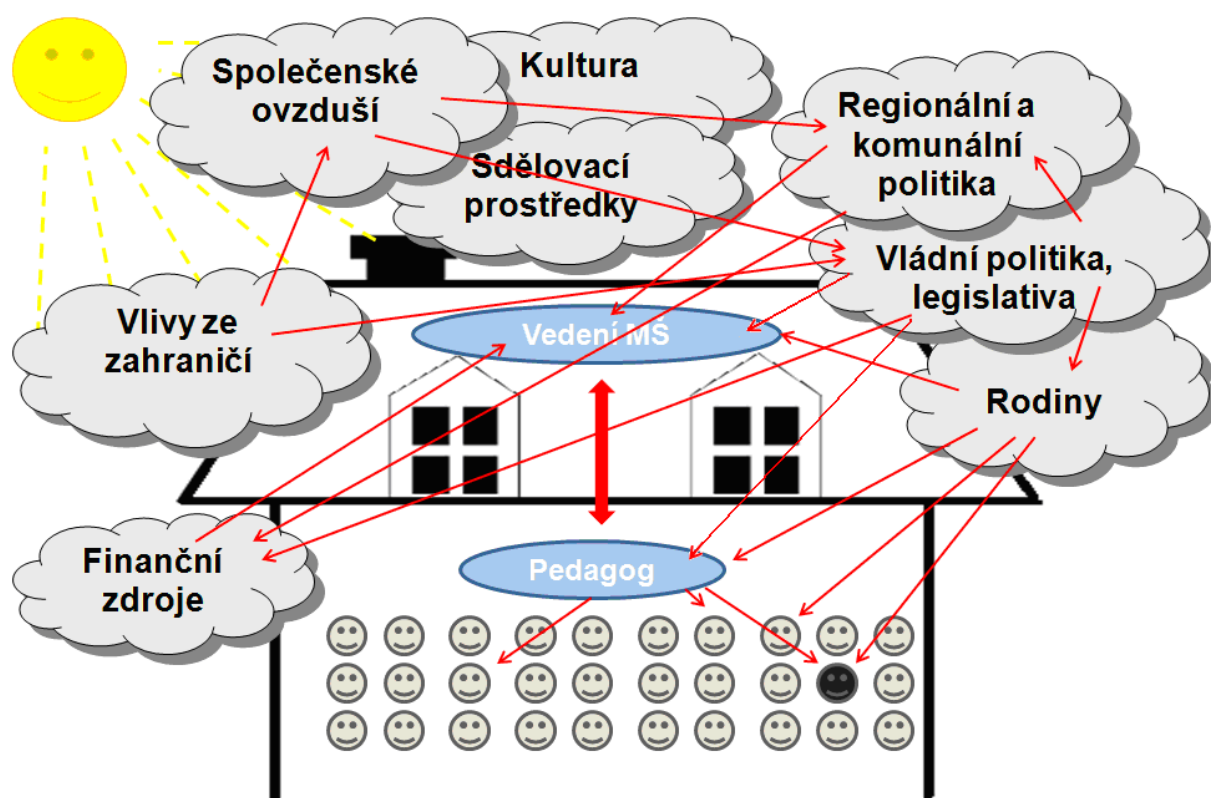 Společenské
ovzduší
Kultura
Sdělovací
prostředky
Regionální a
komunální
politika
Vládní politika,
legislativa
Vlivy ze
zahraničí
Vedení MŠ
Rodiny
Finanční
zdroje
Pedagog